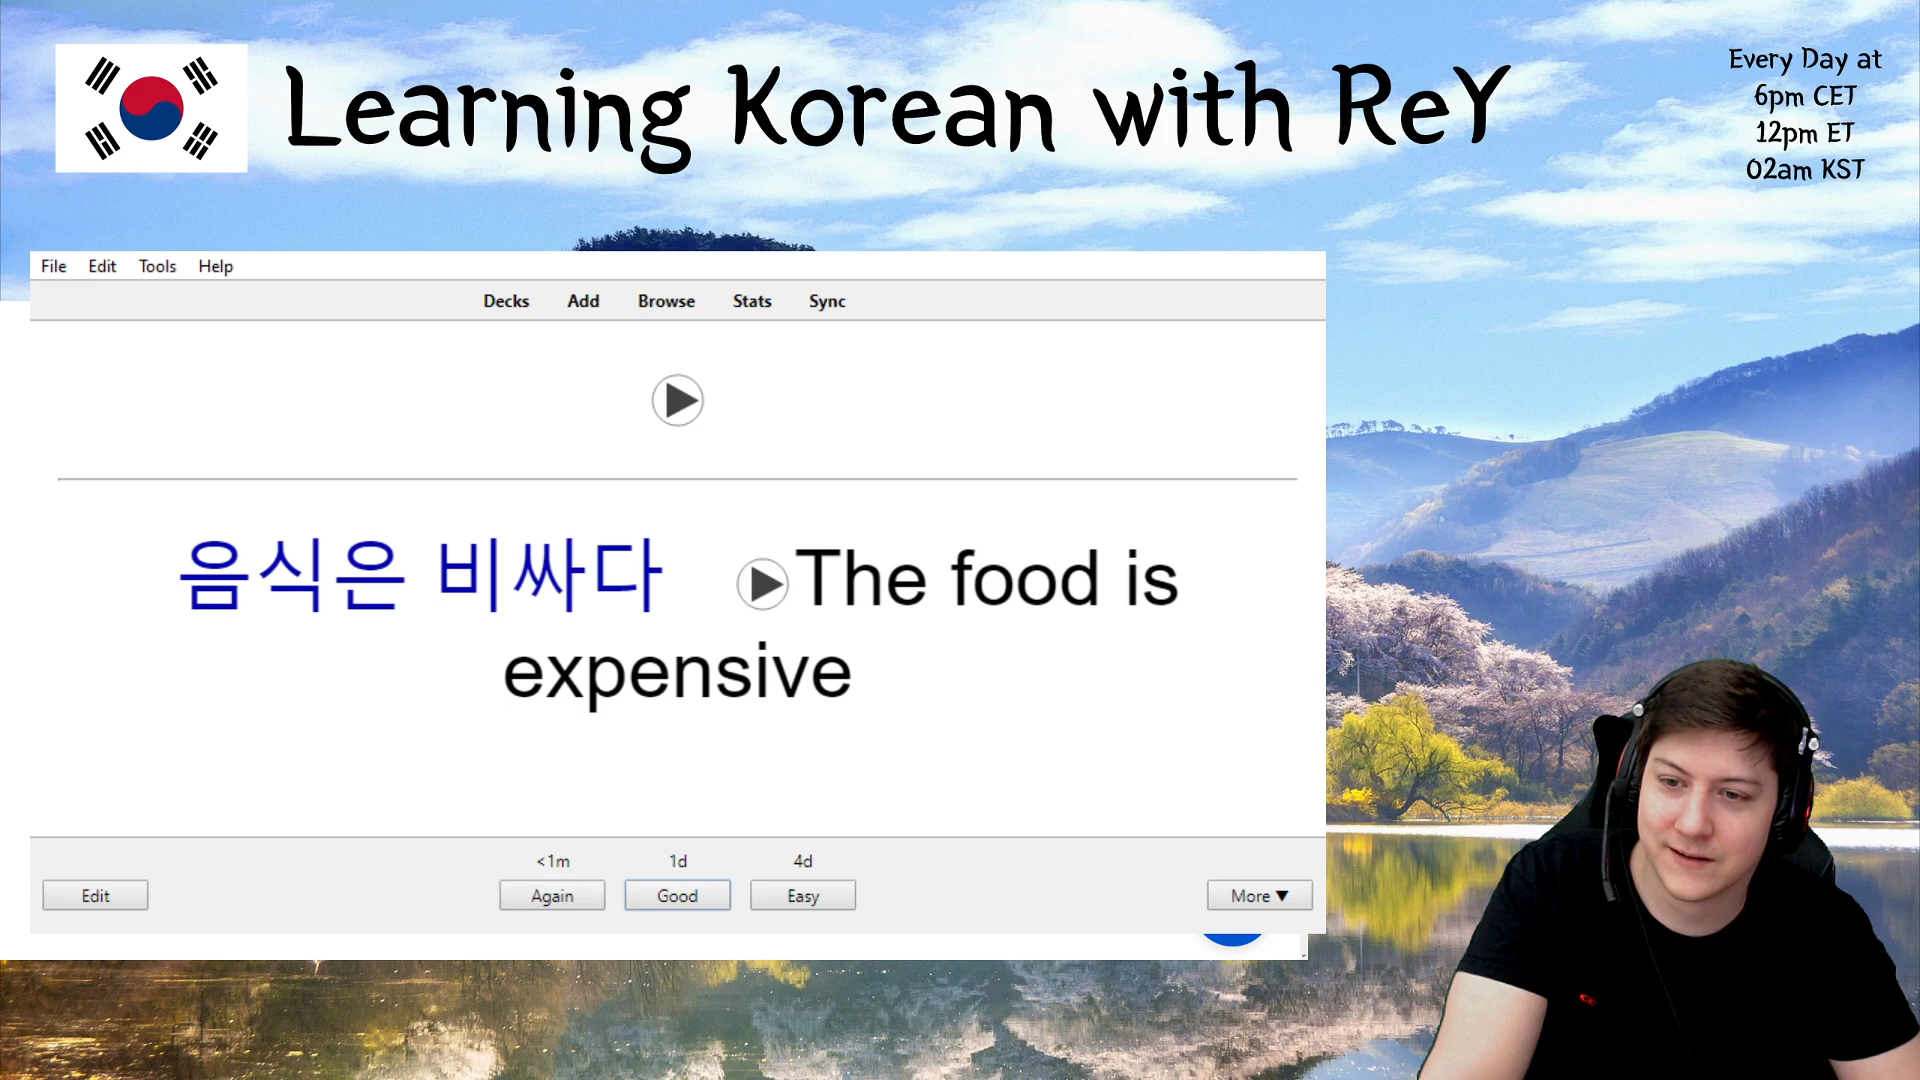 Learning Korean with ReY
Every Day at
6pm CET
12pm ET
02am KST
File Edit Tools Help
Decks Add Browse Stats Sync
음식은 비싸다 The food is
expensive
<1m 1d 4d
Edit Again Good Easy More ▼